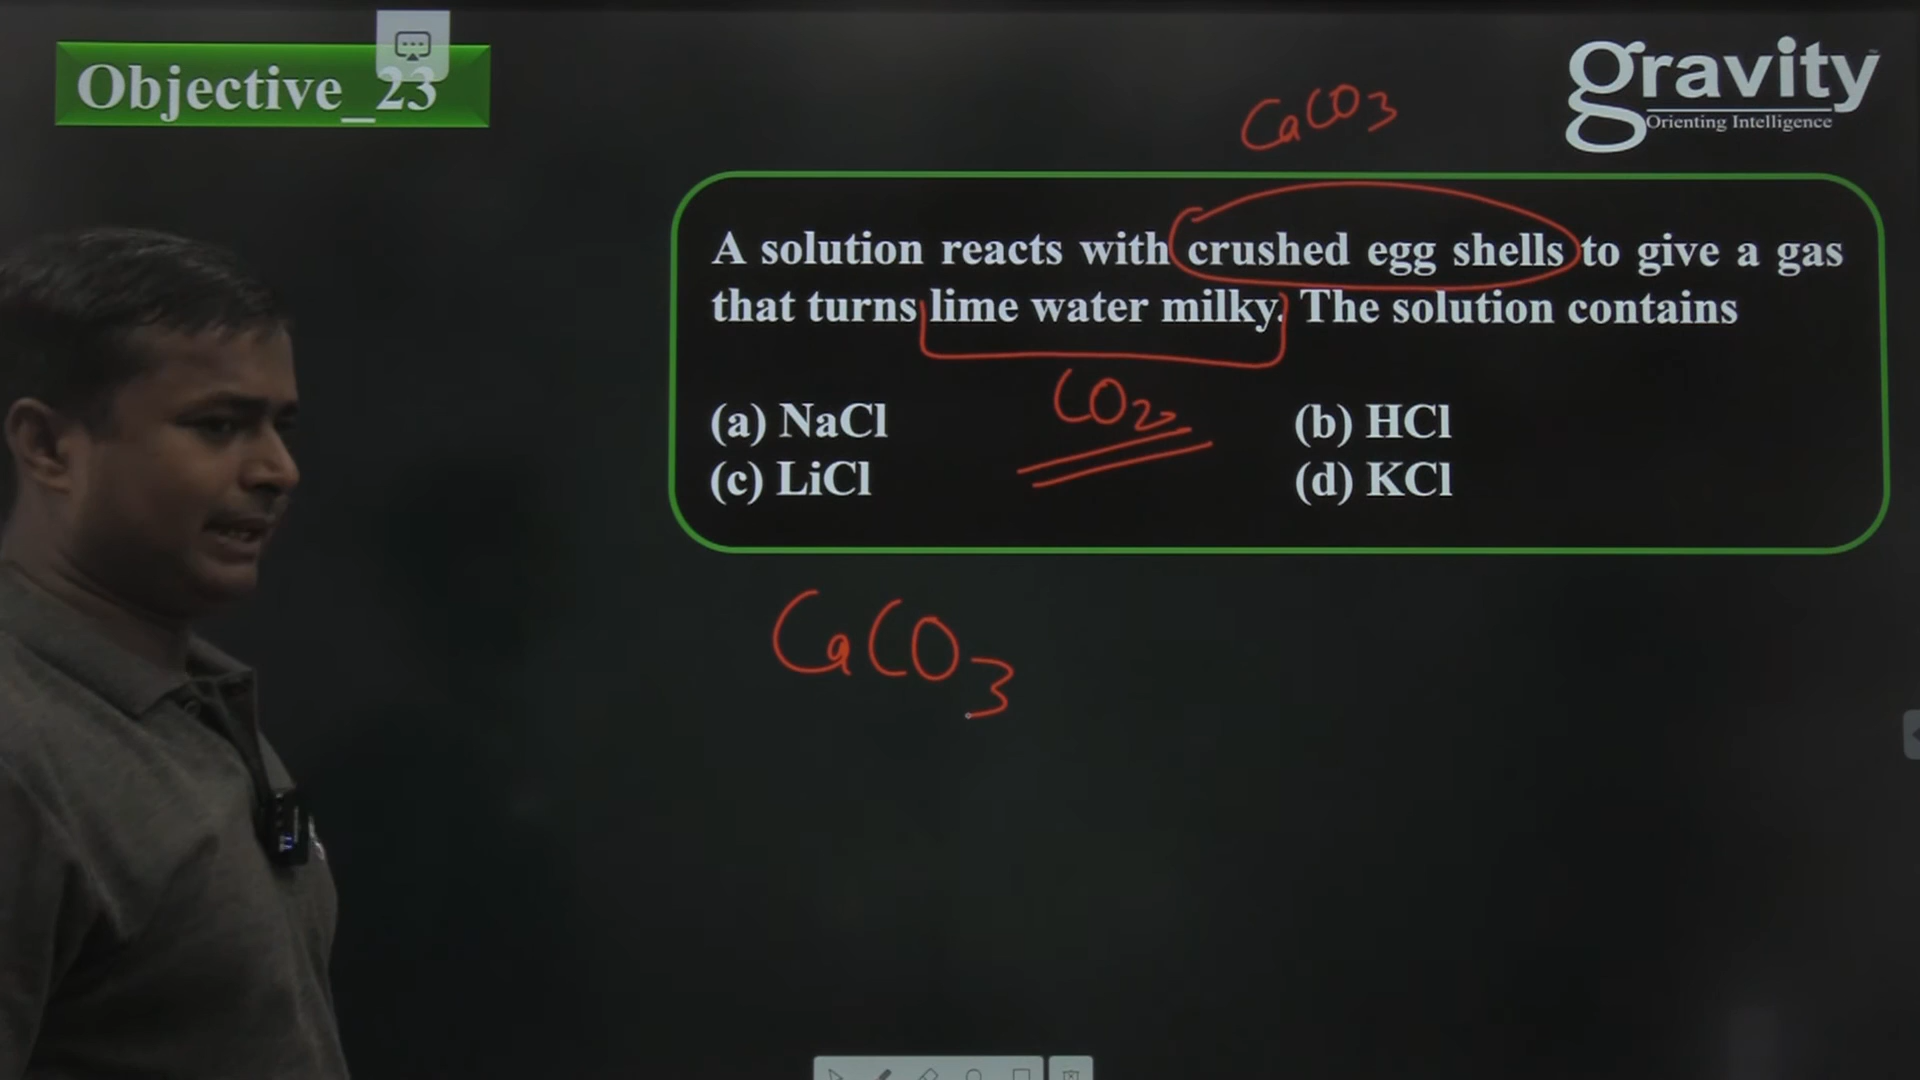 Objective_23
gravity
Orienting Intelligence
CaCO3
A solution reacts with crushed egg shells to give a gas
that turns lime water milky. The solution contains
CO2
(a) NaCl
(b) HCl
(c) LiCl
(d) KCl
CaCO3